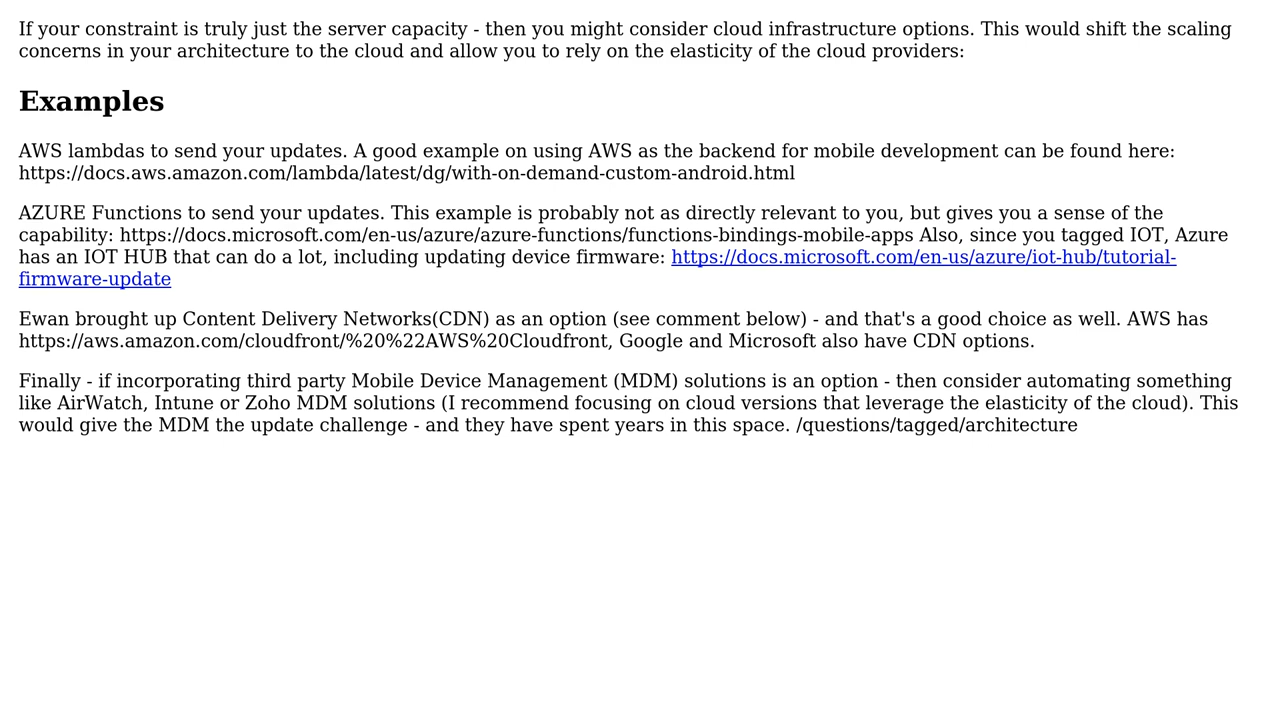 If your constraint is truly just the server capacity - then you might consider cloud infrastructure options. This would shift the scaling
concerns in your architecture to the cloud and allow you to rely on the elasticity of the cloud providers:
Examples
AWS lambdas to send your updates. A good example on using AWS as the backend for mobile development can be found here:
https://docs.aws.amazon.com/lambda/latest/dg/with-on-demand-custom-android.html
AZURE Functions to send your updates. This example is probably not as directly relevant to you, but gives you a sense of the
capability: https://docs.microsoft.com/en-us/azure/azure-functions/functions-bindings-mobile-apps Also, since you tagged IOT, Azure
has an IOT HUB that can do a lot, including updating device firmware: https://docs.microsoft.com/en-us/azure/iot-hub/tutorial-
firmware-update
Ewan brought up Content Delivery Networks(CDN) as an option (see comment below) - and that's a good choice as well. AWS has
https://aws.amazon.com/cloudfront/%20%22AWS%20Cloudfront, Google and Microsoft also have CDN options.
Finally - if incorporating third party Mobile Device Management (MDM) solutions is an option - then consider automating something
like AirWatch, Intune or Zoho MDM solutions (I recommend focusing on cloud versions that leverage the elasticity of the cloud). This
would give the MDM the update challenge - and they have spent years in this space. /questions/tagged/architecture